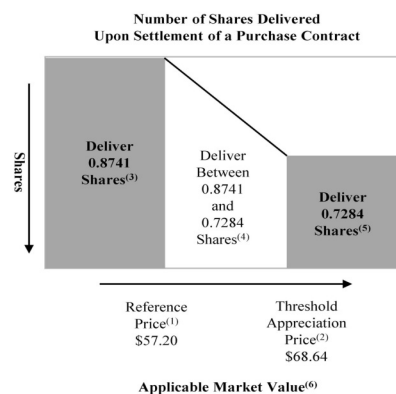 Number of Shares Delivered
Upon Settlement of a Purchase Contract
Shares
Deliver
0.8741
Shares(3)
Deliver
Between
0.8741
and
0.7284
Shares(4)
Deliver
0.7284
Shares(5)
Reference
Price(1)
$57.20
Threshold
Appreciation
Price(2)
$68.64
Applicable Market Value(6)